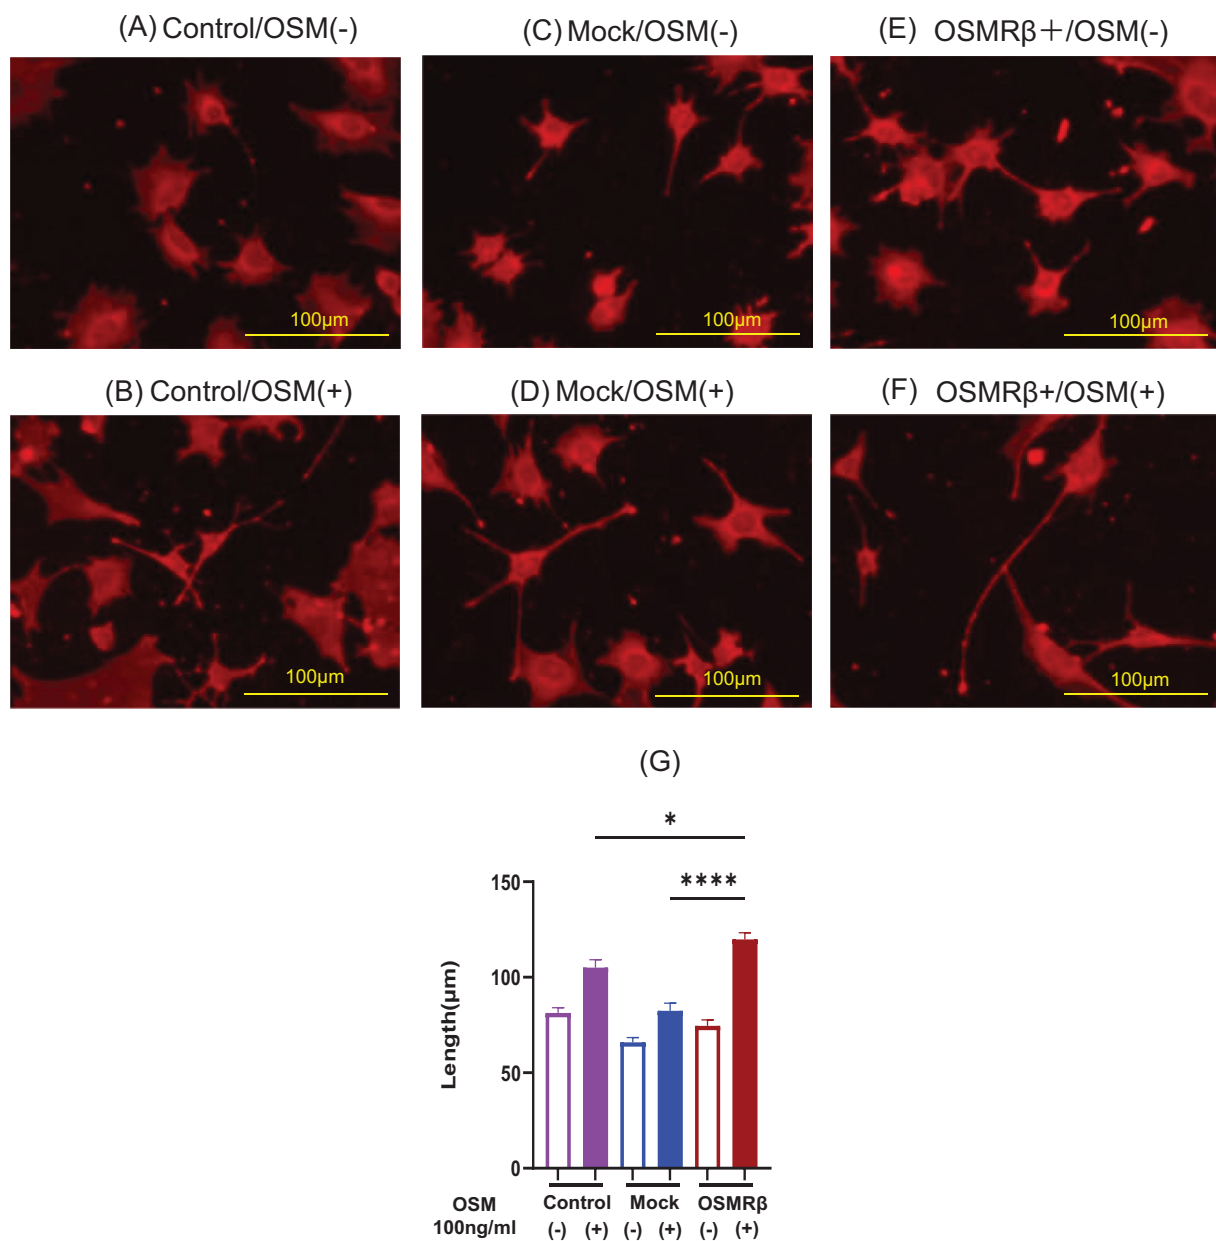 (A) Control/OSM(-)
(C) Mock/OSM(-)
(E) OSMRβ+/OSM(-)
100μm
100μm
100μm
(B) Control/OSM(+)
(D) Mock/OSM(+)
(F) OSMRβ+/OSM(+)
100μm
100μm
100μm
(G)
*
****
150
100
50
0
Length(μm)
OSM
100ng/ml
Control
Mock
OSMRβ
(-)
(+)
(-)
(+)
(-)
(+)